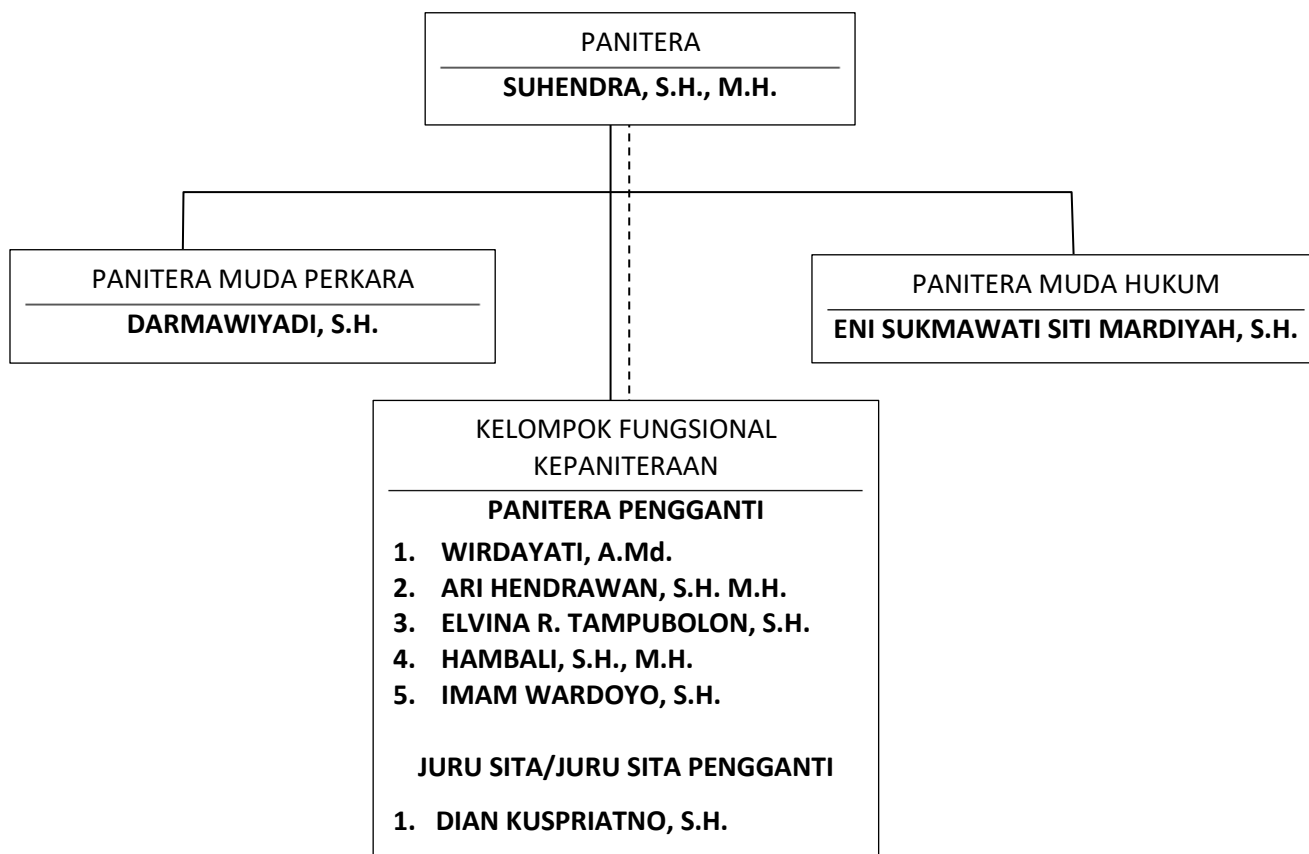 PANITERA
SUHENDRA, S.H., M.H.
PANITERA MUDA PERKARA
DARMAWIYADI, S.H.
PANITERA MUDA HUKUM
ENI SUKMAWATI SITI MARDIYAH, S.H.
KELOMPOK FUNGSIONAL
KEPANITERAAN
PANITERA PENGGANTI
1. WIRDAYATI, A.Md.
2. ARI HENDRAWAN, S.H. M.H.
3. ELVINA R. TAMPUBOLON, S.H.
4. HAMBALI, S.H., M.H.
5. IMAM WARDOYO, S.H.
JURU SITA/JURU SITA PENGGANTI
1. DIAN KUSPRIATNO, S.H.